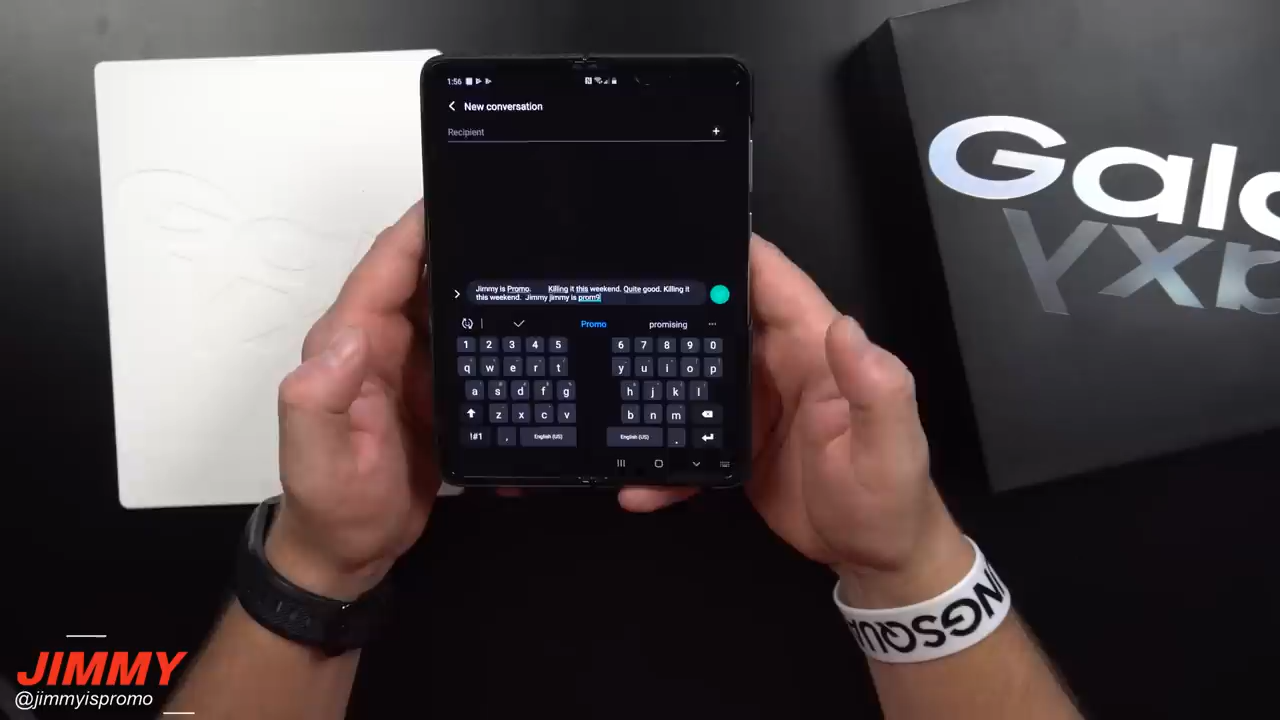 1:56
New conversation
Recipient
Jimmy is Promo. Killing it this weekend. Quite good. Killing it
this weekend. Jimmy jimmy is prom9
Promo promising
1 2 3 4 5 6 7 8 9 0
q w e r t y u i o p
a s d f g h j k l
z x c v b n m
!#1 , English (US) English (US) .
Gala
JIMMY
@jimmyispromo